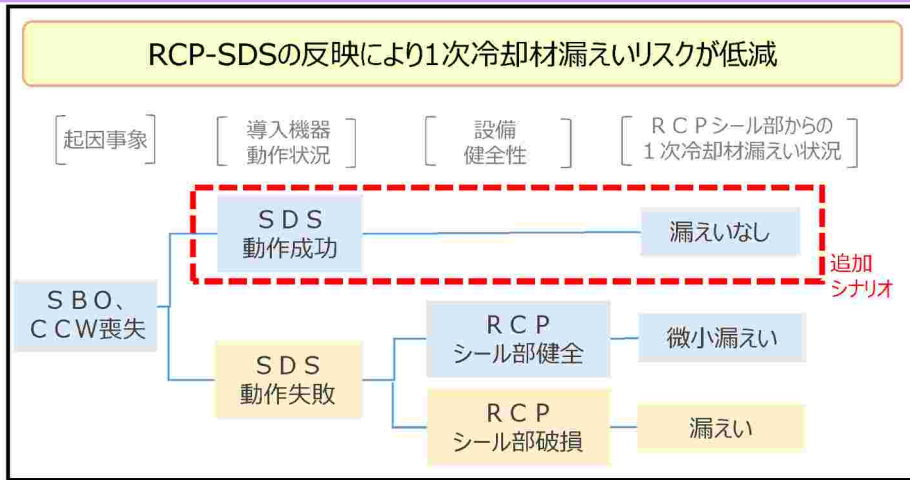 RCP-SDSの反映により1次冷却材漏えいリスクが低減
起因事象
導入機器
動作状況
設備
健全性
ＲＣＰシール部からの
１次冷却材漏えい状況
ＳＤＳ
動作成功
漏えいなし
追加
シナリオ
ＳＢＯ、
ＣＣＷ喪失
ＲＣＰ
シール部健全
微小漏えい
ＳＤＳ
動作失敗
ＲＣＰ
シール部破損
漏えい